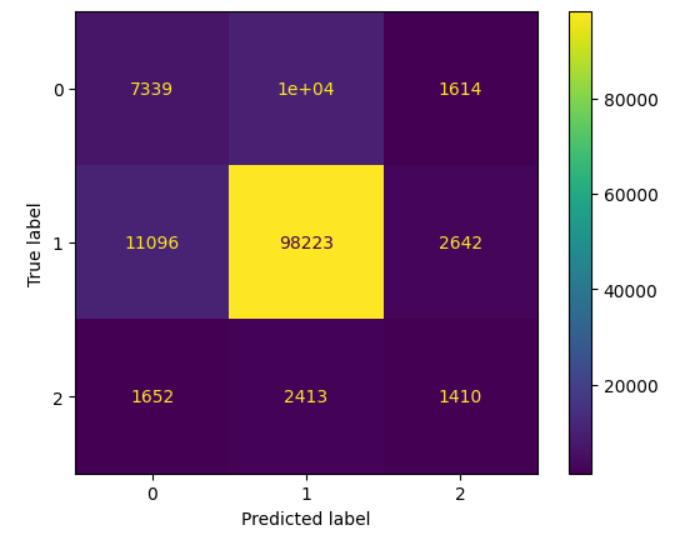 0 7339 1e+04 1614
80000
60000
True label
1 11096 98223 2642
40000
20000
2 1652 2413 1410
0 1 2
Predicted label